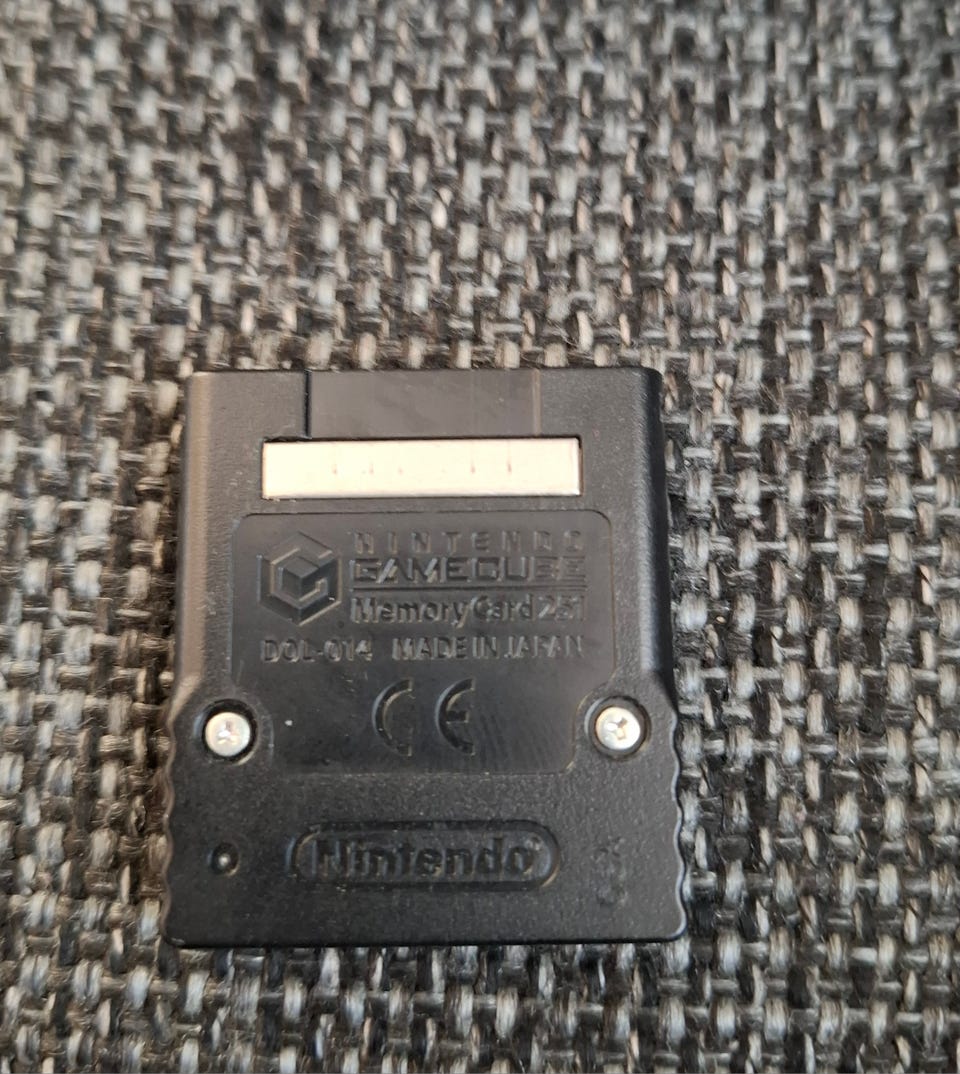 NINTENDO
GAMECUBE
Memory Card 251
DOL-014 MADE IN JAPAN
CE
Nintendo®